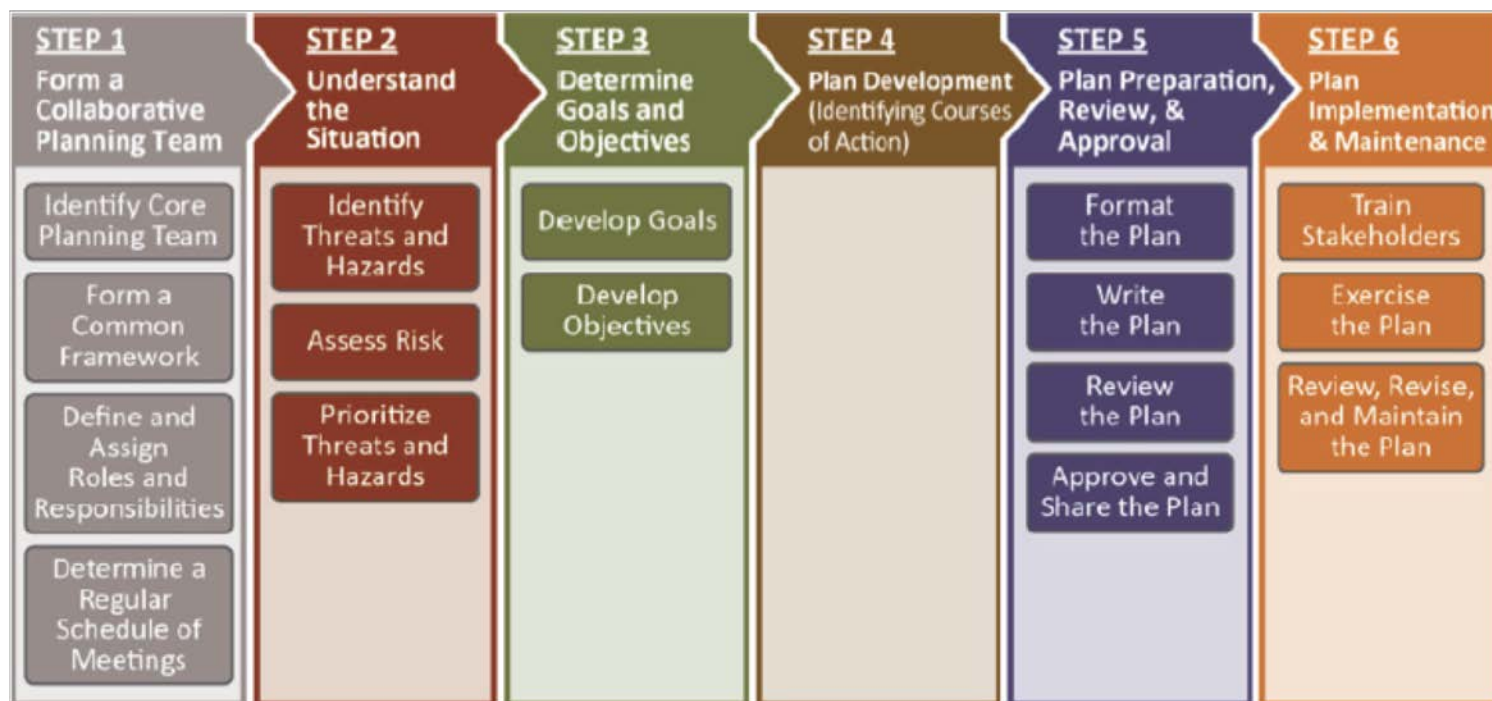 STEP 1
Form a
Collaborative
Planning Team
Identify Core
Planning Team
Form a
Common
Framework
Define and
Assign
Roles and
Responsibilities
Determine a
Regular
Schedule of
Meetings
STEP 2
Understand
the
Situation
Identify
Threats and
Hazards
Assess Risk
Prioritize
Threats and
Hazards
STEP 3
Determine
Goals and
Objectives
Develop Goals
Develop
Objectives
STEP 4
Plan Development
(Identifying Courses
of Action)
STEP 5
Plan Preparation,
Review, &
Approval
Format
the Plan
Write
the Plan
Review
the Plan
Approve and
Share the Plan
STEP 6
Plan
Implementation
& Maintenance
Train
Stakeholders
Exercise
the Plan
Review, Revise,
and Maintain
the Plan